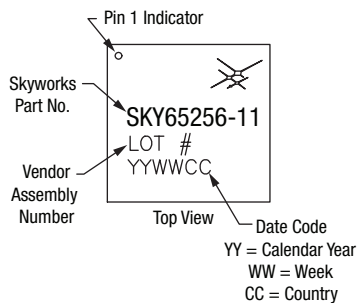 Pin 1 Indicator
Skyworks
Part No.
SKY65256-11
LOT #
YYWWCC
Vendor
Assembly
Number
Top View
Date Code
YY = Calendar Year
WW = Week
CC = Country